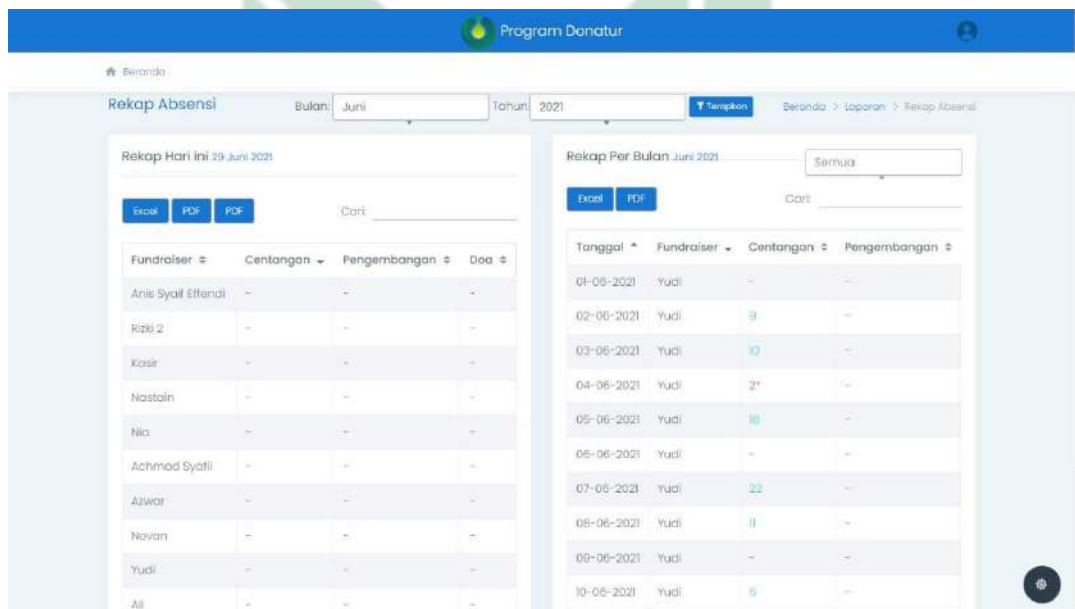 Program Donatur
Beranda
Rekap Absensi
Bulan: Juni
Tahun: 2021
Terapkan
Beranda > Laporan > Rekap Absensi
Rekap Hari ini 29 Juni 2021
Excel PDF PDF
Cari:
Fundraiser Centangan Pengembangan Doa
Anis Syaif Effendi - - -
Rizki 2 - - -
Kasir - - -
Nastain - - -
Nia - - -
Achmad Syafii - - -
Azwar - - -
Novan - - -
Yudi - - -
Ali - - -
Rekap Per Bulan Juni 2021
Semua
Excel PDF
Cari:
Tanggal Fundraiser Centangan Pengembangan
01-06-2021 Yudi - -
02-06-2021 Yudi 9 -
03-06-2021 Yudi 10 -
04-06-2021 Yudi 2* -
05-06-2021 Yudi 18 -
06-06-2021 Yudi - -
07-06-2021 Yudi 22 -
08-06-2021 Yudi 11 -
09-06-2021 Yudi - -
10-06-2021 Yudi 6 -